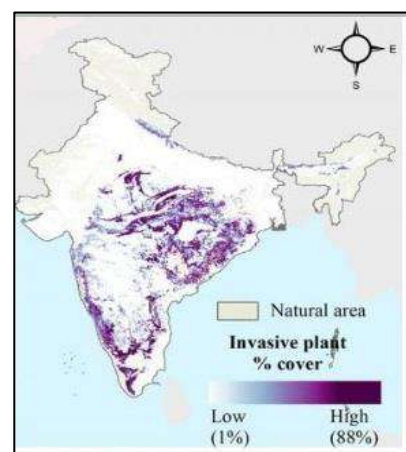 N
W E
S
Natural area
Invasive plant
% cover
Low High
(1%) (88%)